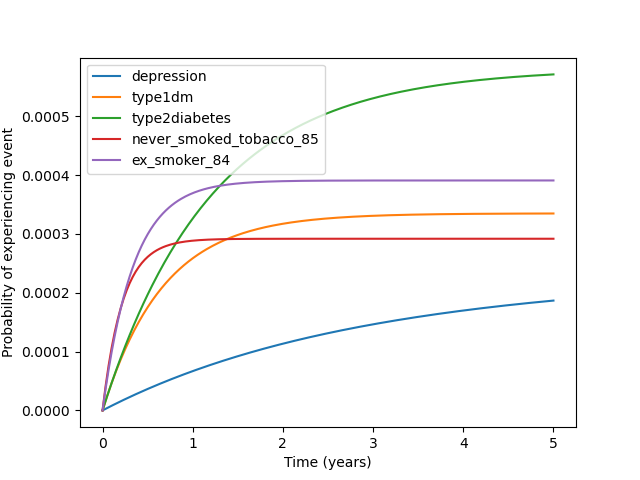 depression
type1dm
type2diabetes
never_smoked_tobacco_85
ex_smoker_84
Probability of experiencing event
0.0005
0.0004
0.0003
0.0002
0.0001
0.0000
0 1 2 3 4 5
Time (years)